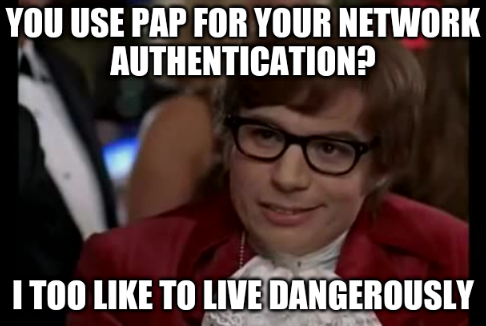 YOU USE PAP FOR YOUR NETWORK
AUTHENTICATION?
I TOO LIKE TO LIVE DANGEROUSLY